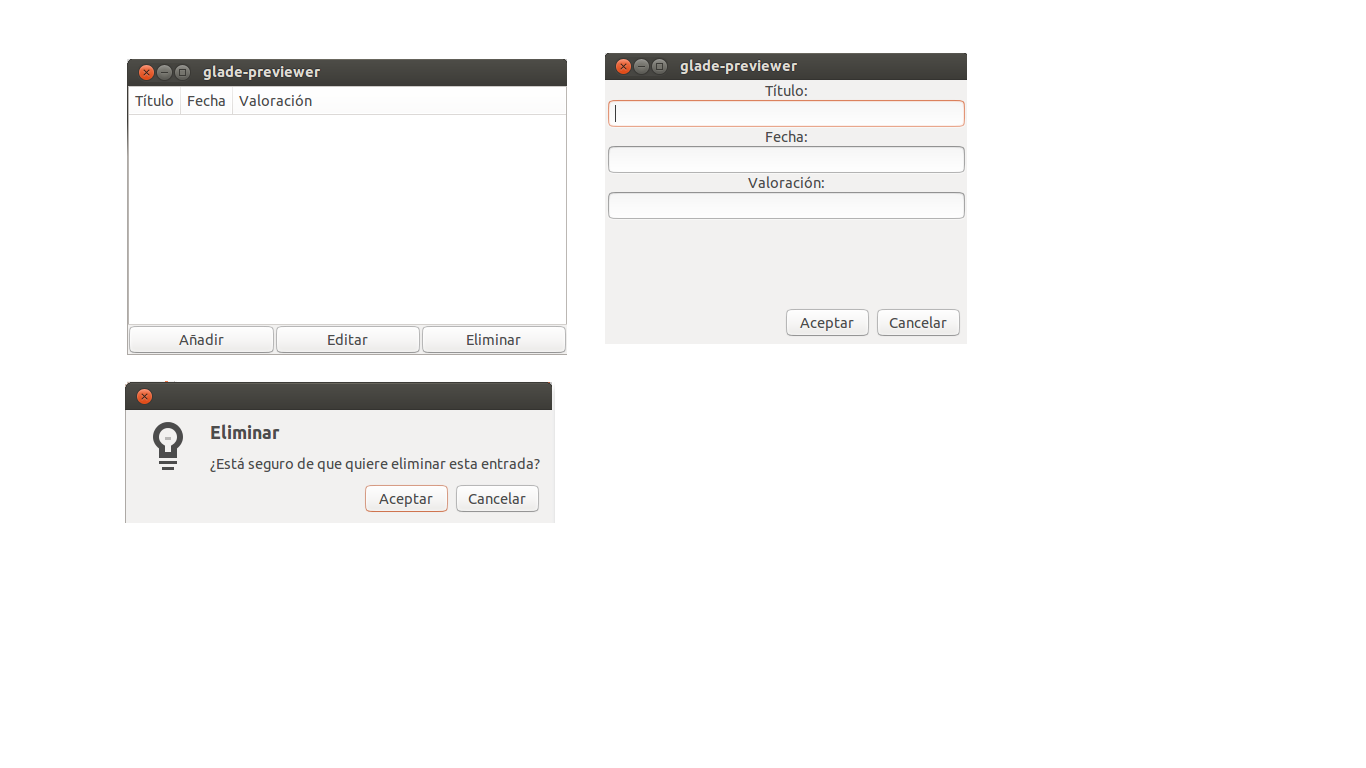 glade-previewer
Título Fecha Valoración
Añadir Editar Eliminar
glade-previewer
Título:
Fecha:
Valoración:
Aceptar Cancelar
Eliminar
¿Está seguro de que quiere eliminar esta entrada?
Aceptar Cancelar